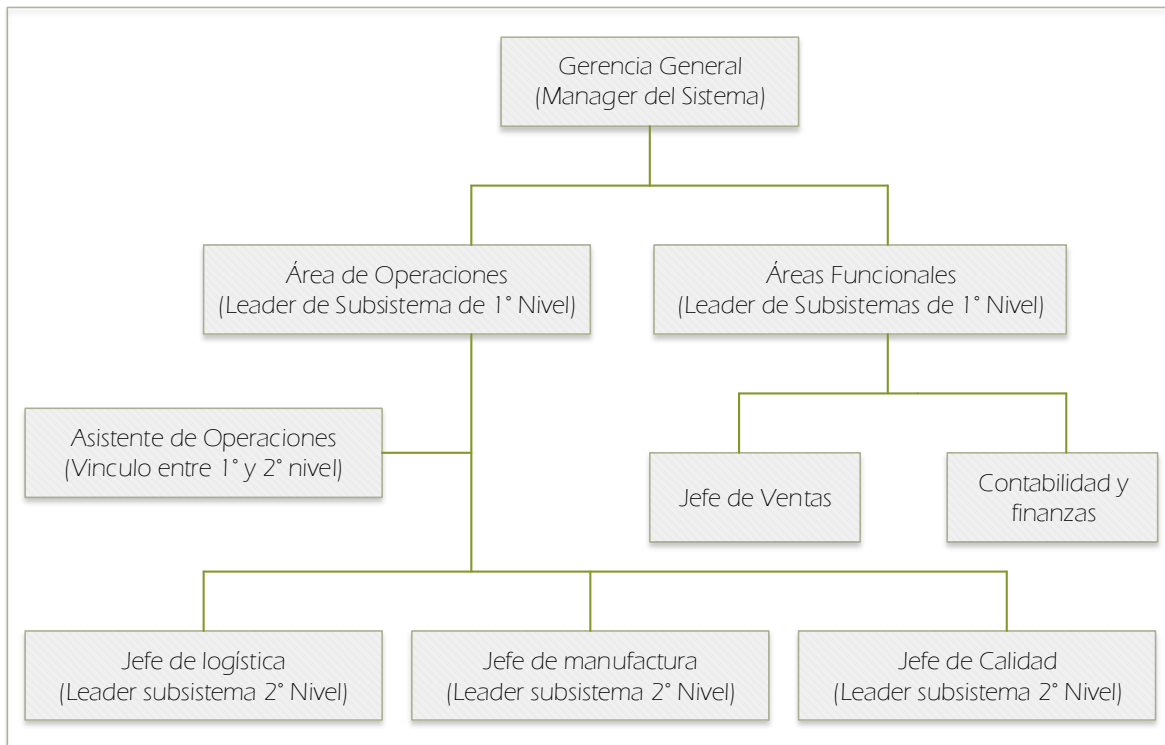 Gerencia General
(Manager del Sistema)
Área de Operaciones
(Leader de Subsistema de 1° Nivel)
Áreas Funcionales
(Leader de Subsistemas de 1° Nivel)
Asistente de Operaciones
(Vinculo entre 1° y 2° nivel)
Jefe de Ventas
Contabilidad y
finanzas
Jefe de logística
(Leader subsistema 2° Nivel)
Jefe de manufactura
(Leader subsistema 2° Nivel)
Jefe de Calidad
(Leader subsistema 2° Nivel)